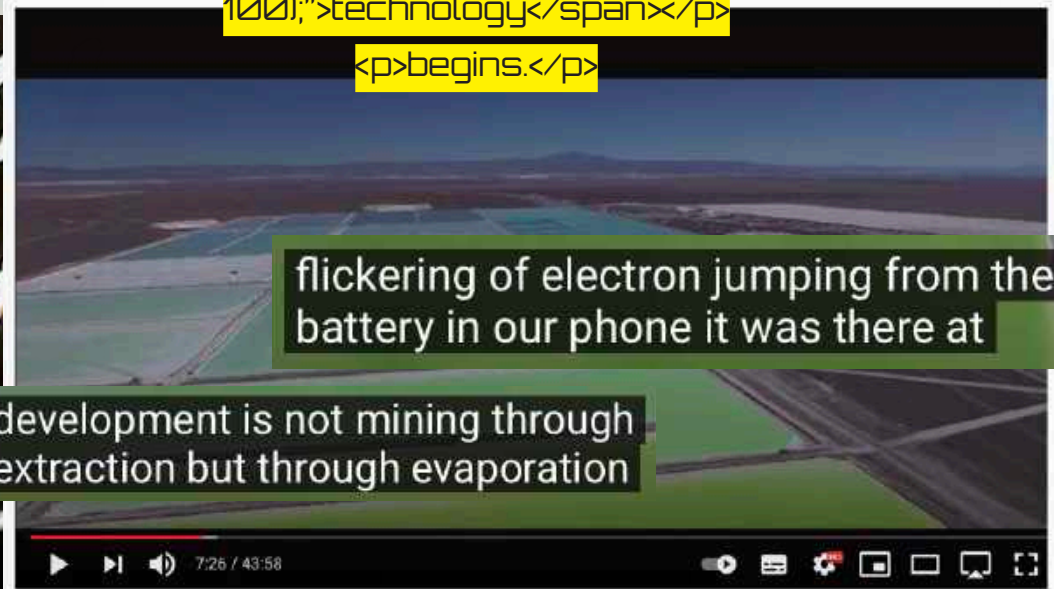 100);">technology</span></p>
<p>begins.</p>
flickering of electron jumping from the
battery in our phone it was there at
development is not mining through
extraction but through evaporation
7:26 / 43:58